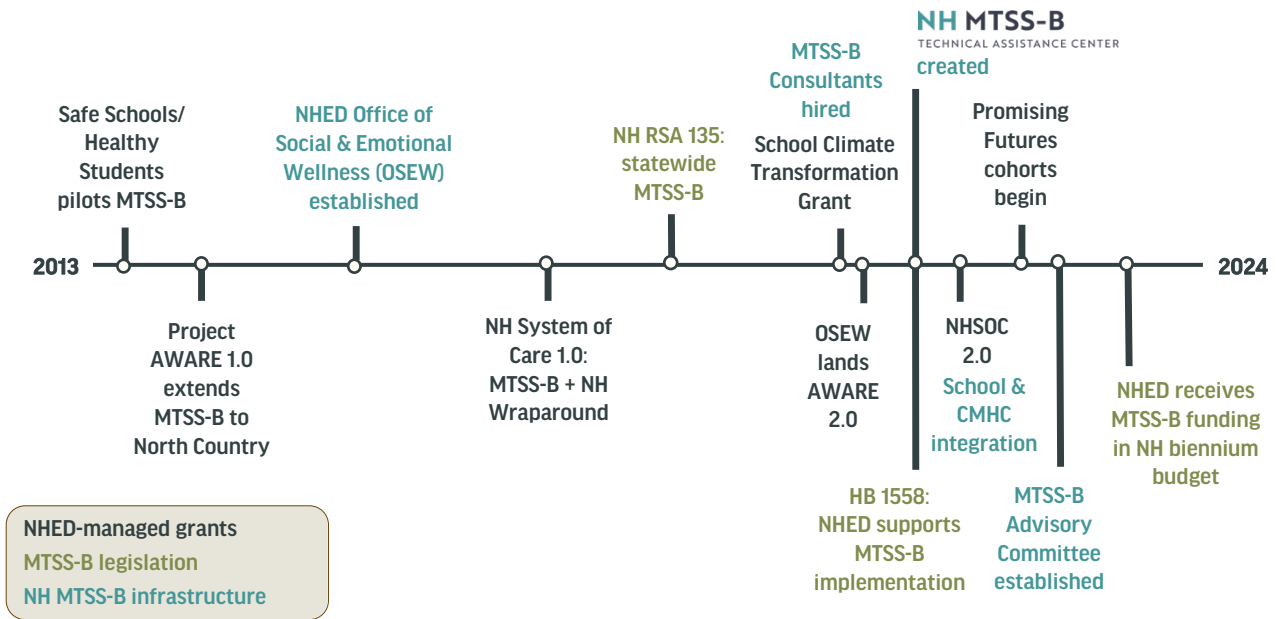 NH MTSS-B
TECHNICAL ASSISTANCE CENTER
created
MTSS-B
Consultants
hired
School Climate
Transformation
Grant
Safe Schools/
Healthy
Students
pilots MTSS-B
NHED Office of
Social & Emotional
Wellness (OSEW)
established
NH RSA 135:
statewide
MTSS-B
Promising
Futures
cohorts
begin
2013
2024
Project
AWARE 1.0
extends
MTSS-B to
North Country
NH System of
Care 1.0:
MTSS-B + NH
Wraparound
OSEW
lands
AWARE
2.0
NHSOC
2.0
School &
CMHC
integration
NHED receives
MTSS-B funding
in NH biennium
budget
HB 1558:
NHED supports
MTSS-B
implementation
MTSS-B
Advisory
Committee
established
NHED-managed grants
MTSS-B legislation
NH MTSS-B infrastructure